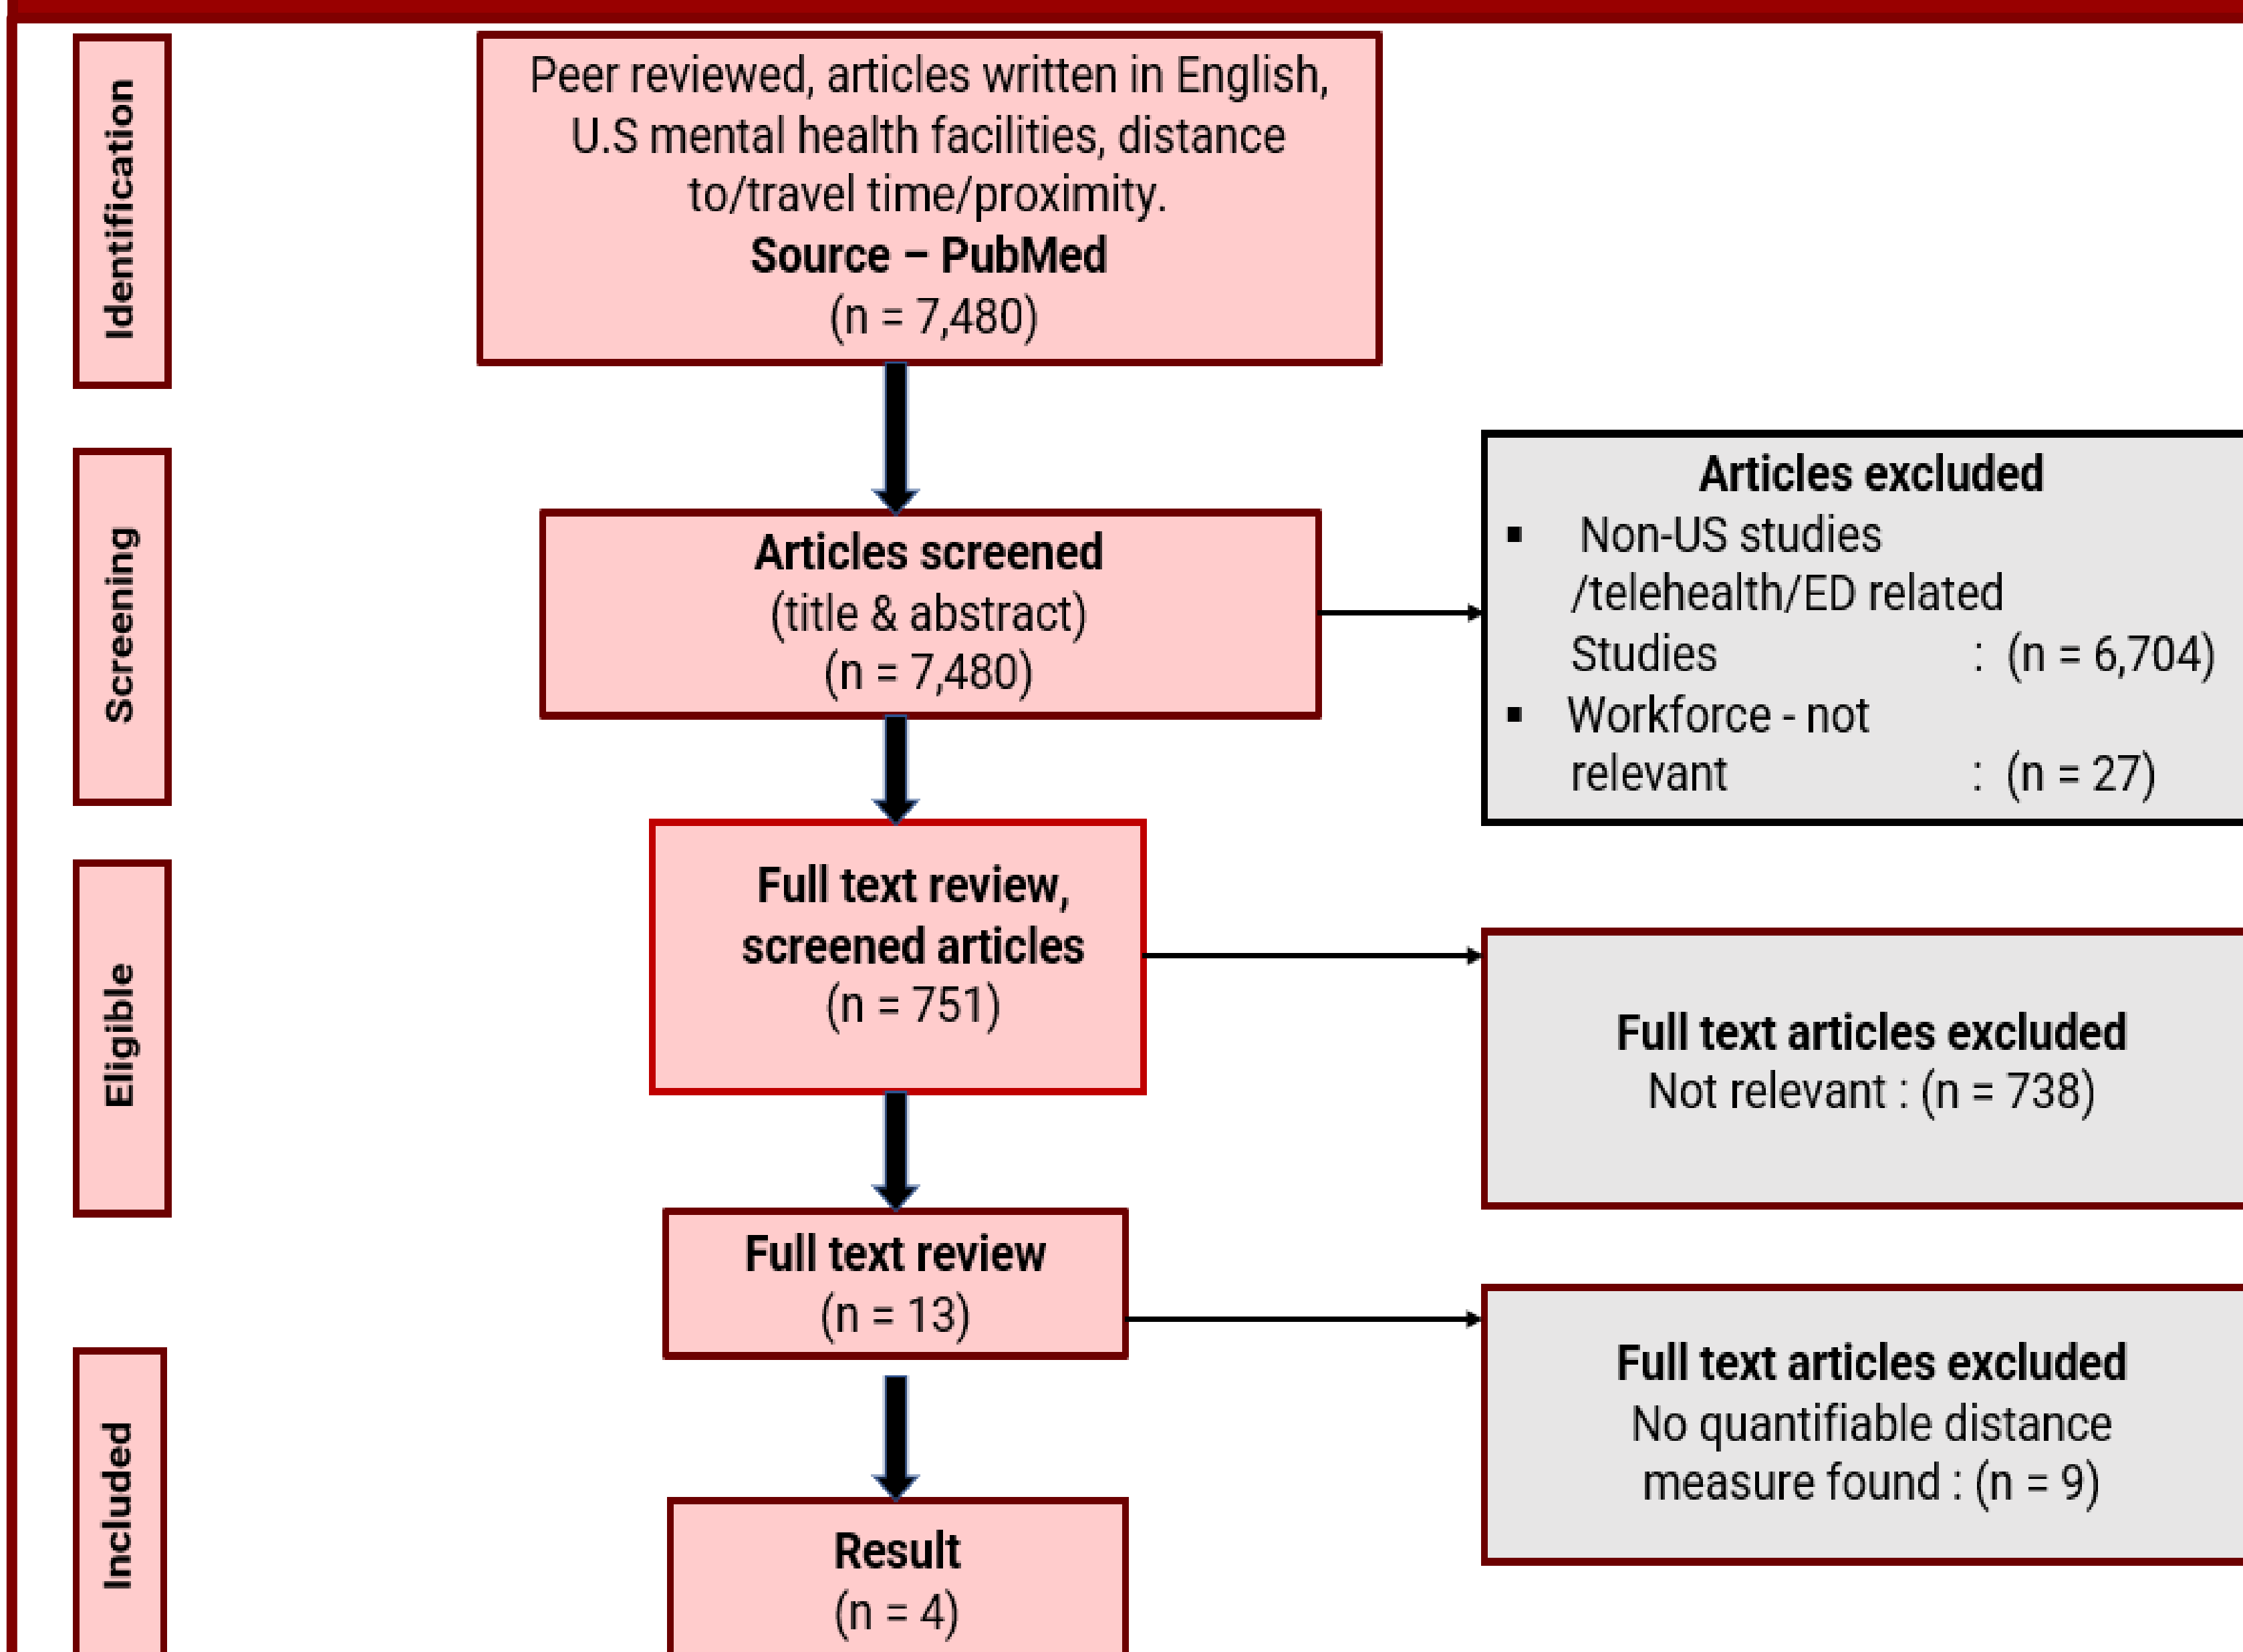 Identification
Peer reviewed, articles written in English,
U.S mental health facilities, distance
to/travel time/proximity.
Source – PubMed
(n = 7,480)
Screening
Articles screened
(title & abstract)
(n = 7,480)
Articles excluded
▪ Non-US studies
/telehealth/ED related
Studies : (n = 6,704)
▪ Workforce - not
relevant : (n = 27)
Eligible
Full text review,
screened articles
(n = 751)
Full text articles excluded
Not relevant : (n = 738)
Full text review
(n = 13)
Full text articles excluded
No quantifiable distance
measure found : (n = 9)
Included
Result
(n = 4)